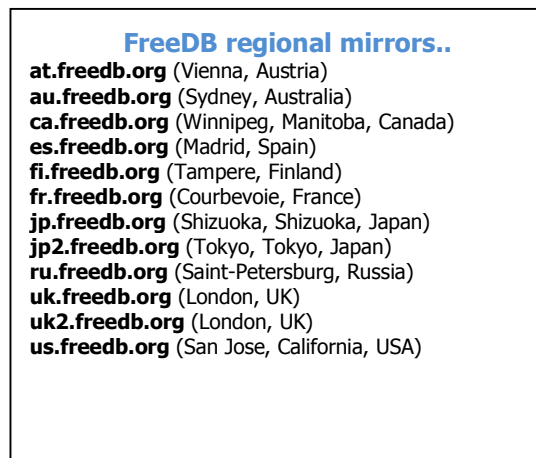 FreeDB regional mirrors..
at.freedb.org (Vienna, Austria)
au.freedb.org (Sydney, Australia)
ca.freedb.org (Winnipeg, Manitoba, Canada)
es.freedb.org (Madrid, Spain)
fi.freedb.org (Tampere, Finland)
fr.freedb.org (Courbevoie, France)
jp.freedb.org (Shizuoka, Shizuoka, Japan)
jp2.freedb.org (Tokyo, Tokyo, Japan)
ru.freedb.org (Saint-Petersburg, Russia)
uk.freedb.org (London, UK)
uk2.freedb.org (London, UK)
us.freedb.org (San Jose, California, USA)